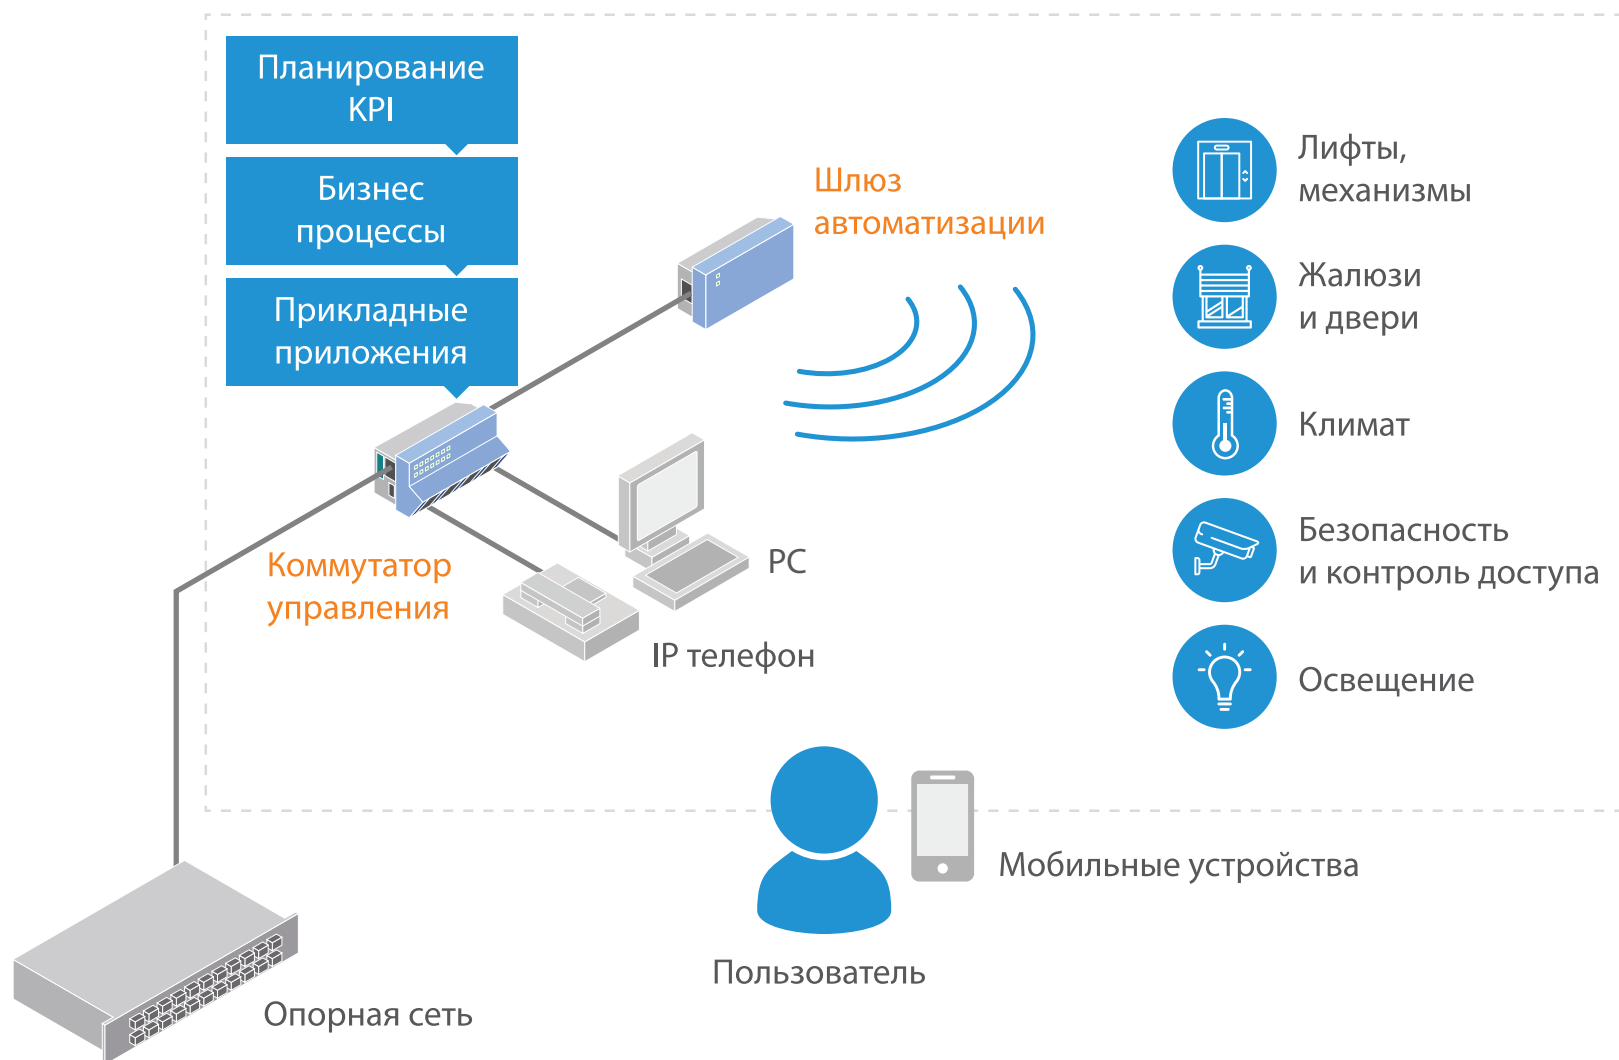 Планирование
KPI
Бизнес
процессы
Прикладные
приложения
Шлюз
автоматизации
Лифты,
механизмы
Жалюзи
и двери
Климат
Безопасность
и контроль доступа
Освещение
Коммутатор
управления
PC
IP телефон
Мобильные устройства
Пользователь
Опорная сеть